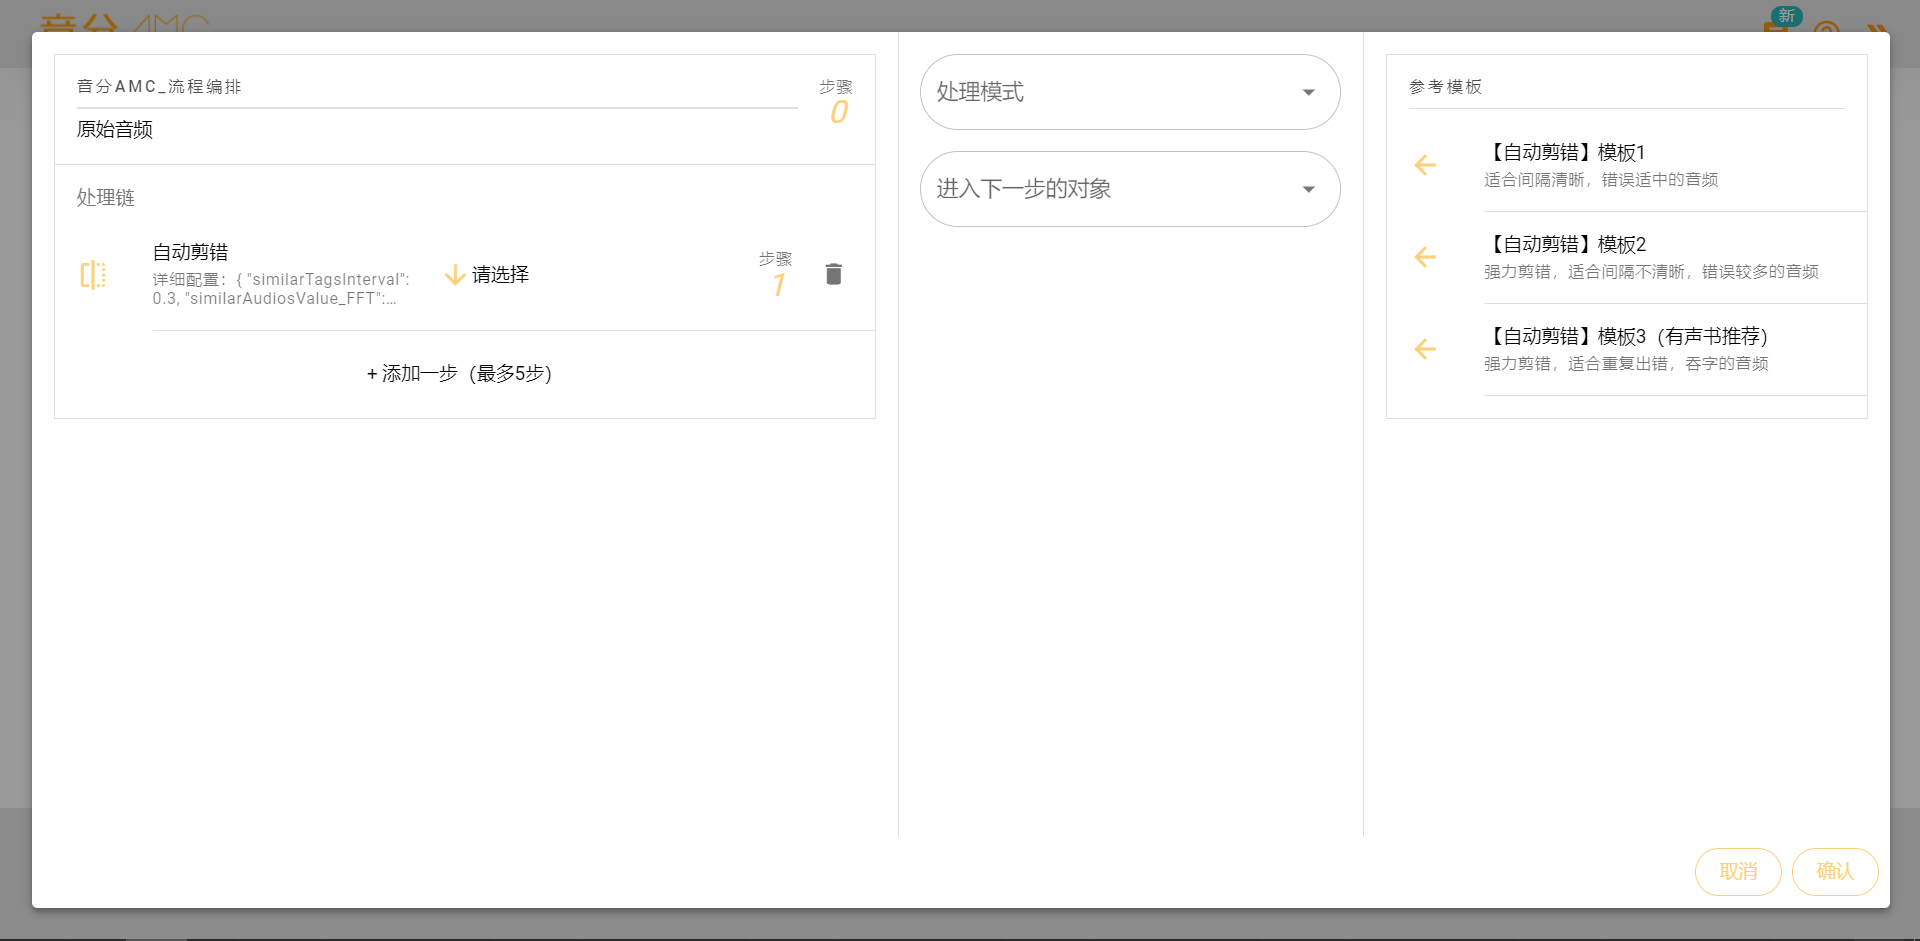 音分 AMC
新
音分AMC_流程编排
步骤
0
原始音频
处理链
自动剪错
详细配置：{ "similarTagsInterval":
0.3, "similarAudiosValue_FFT":...
请选择
步骤
1
+ 添加一步（最多5步）
处理模式
进入下一步的对象
参考模板
【自动剪错】模板1
适合间隔清晰，错误适中的音频
【自动剪错】模板2
强力剪错，适合间隔不清晰，错误较多的音频
【自动剪错】模板3（有声书推荐）
强力剪错，适合重复出错，吞字的音频
取消
确认